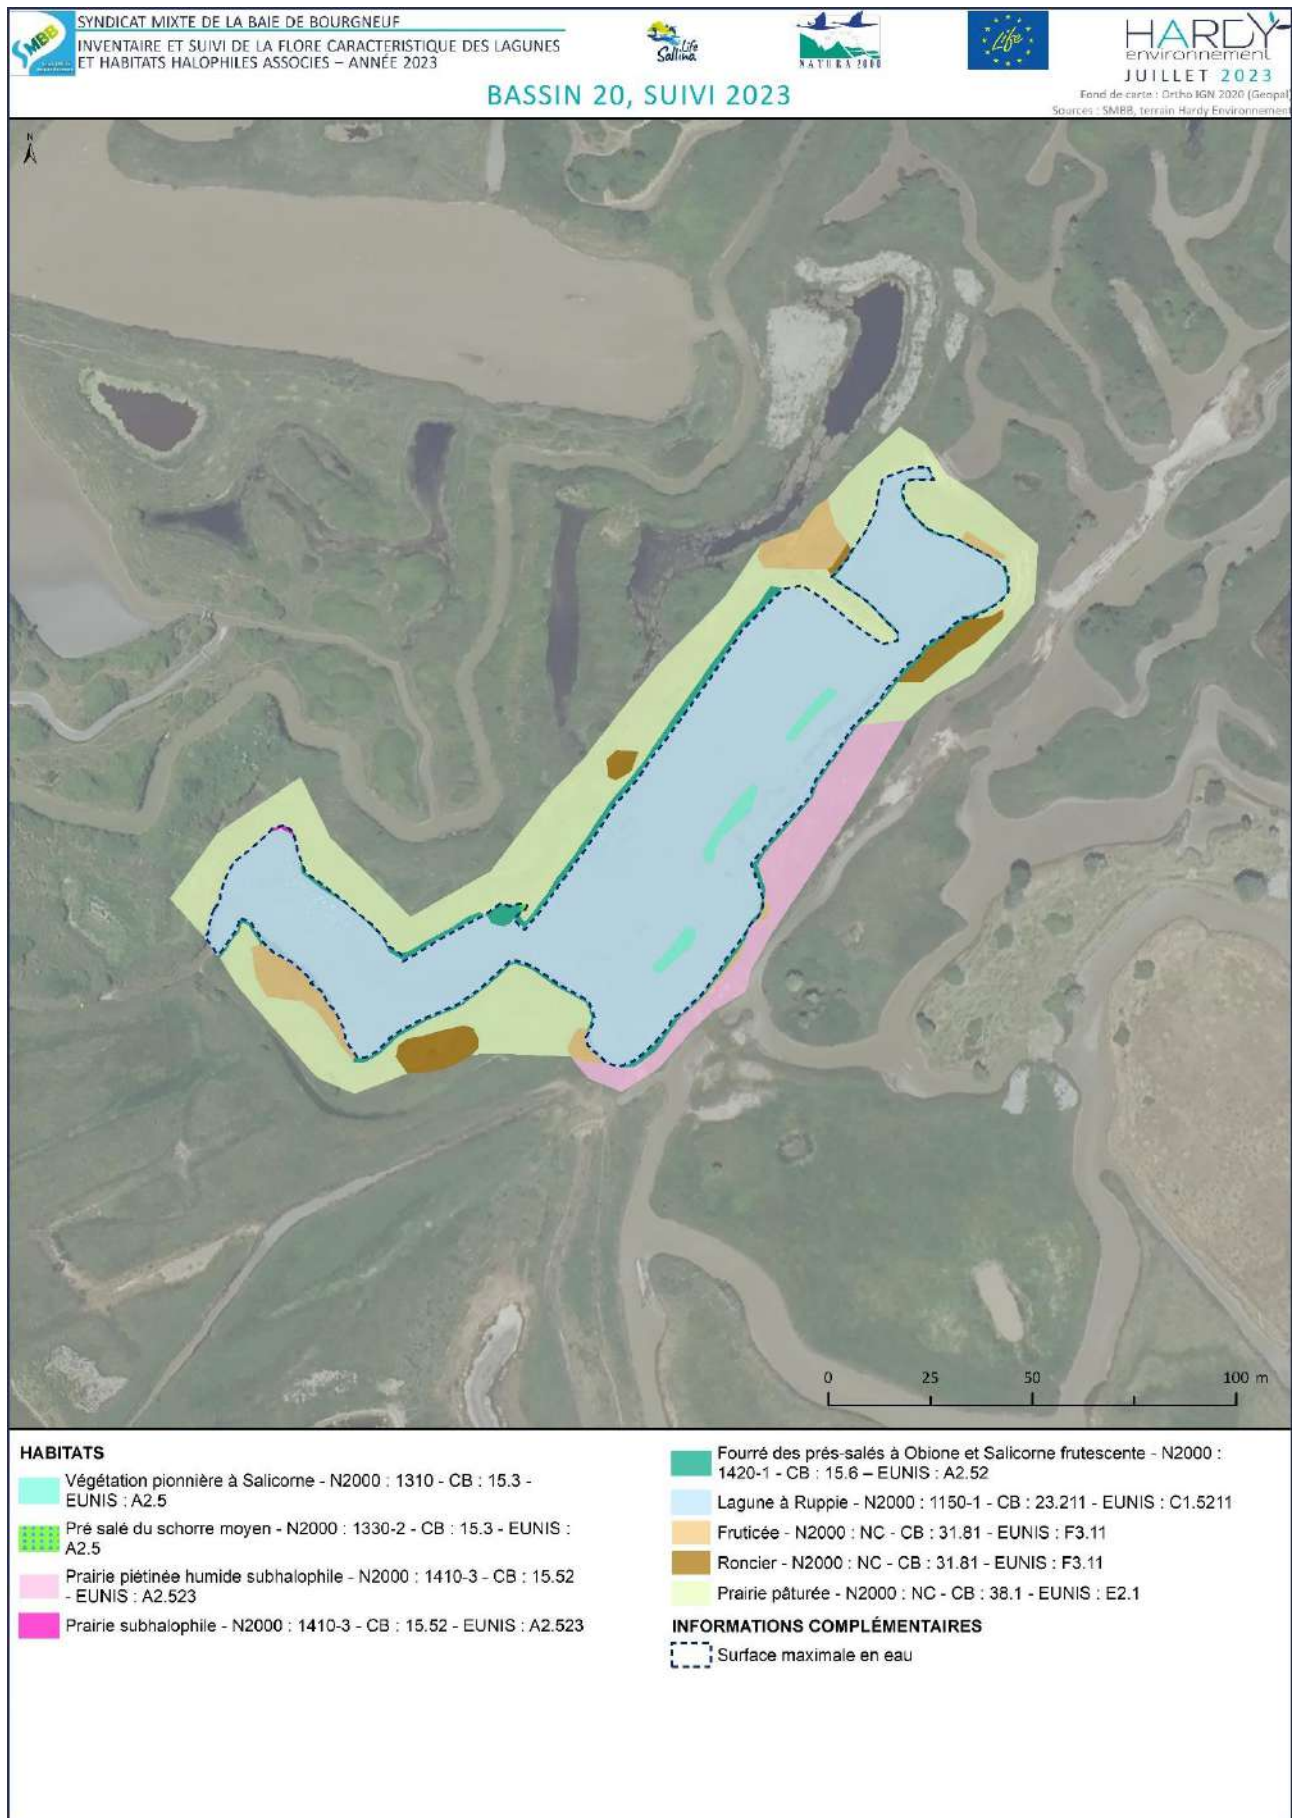 SYNDICAT MIXTE DE LA BAIE DE BOURGNEUF
INVENTAIRE ET SUIVI DE LA FLORE CARACTERISTIQUE DES LAGUNES
ET HABITATS HALOPHILES ASSOCIES – ANNÉE 2023
SMBB
Life
Sallina
NATURA 2000
Life
HARDY
environnement
JUILLET 2023
BASSIN 20, SUIVI 2023
Fond de carte : Ortho IGN 2020 (Geopal)
Sources : SMBB, terrain Hardy Environnement
N
0 25 50 100 m
HABITATS
Végétation pionnière à Salicorne - N2000 : 1310 - CB : 15.3 -
EUNIS : A2.5
Pré salé du schorre moyen - N2000 : 1330-2 - CB : 15.3 - EUNIS :
A2.5
Prairie piétinée humide subhalophile - N2000 : 1410-3 - CB : 15.52
- EUNIS : A2.523
Prairie subhalophile - N2000 : 1410-3 - CB : 15.52 - EUNIS : A2.523
Fourré des prés-salés à Obione et Salicorne frutescente - N2000 :
1420-1 - CB : 15.6 – EUNIS : A2.52
Lagune à Ruppie - N2000 : 1150-1 - CB : 23.211 - EUNIS : C1.5211
Fruticée - N2000 : NC - CB : 31.81 - EUNIS : F3.11
Roncier - N2000 : NC - CB : 31.81 - EUNIS : F3.11
Prairie pâturée - N2000 : NC - CB : 38.1 - EUNIS : E2.1
INFORMATIONS COMPLÉMENTAIRES
Surface maximale en eau